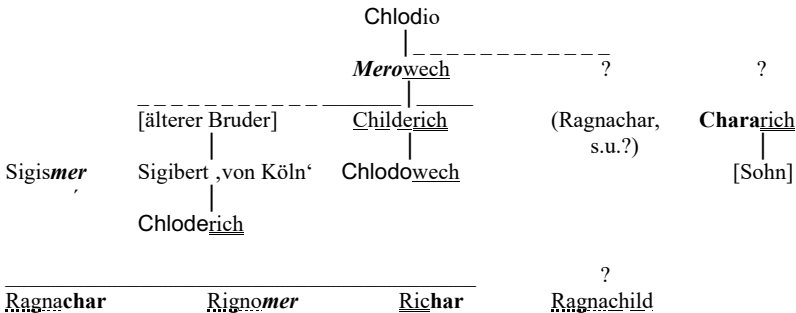 Chlodio
Merowech ? ?
[älterer Bruder] Childerich (Ragnachar, Chararich
s.u.?)
Sigismer Sigibert ‚von Köln‘ Chlodowech [Sohn]
Chloderich
?
Ragnachar Rignomer Richar Ragnachild